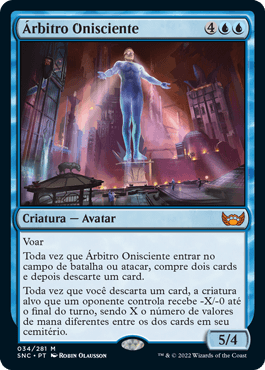 Árbitro Onisciente 4
Criatura — Avatar
Voar
Toda vez que Árbitro Onisciente entrar no
campo de batalha ou atacar, compre dois cards
e depois descarte um card.
Toda vez que você descarta um card, a criatura
alvo que um oponente controla recebe -X/-0 até
o final do turno, sendo X o número de valores
de mana diferentes entre os dos cards em seu
cemitério.
5/4
034/281 M
SNC • PT Robin Olausson
™ & © 2022 Wizards of the Coast